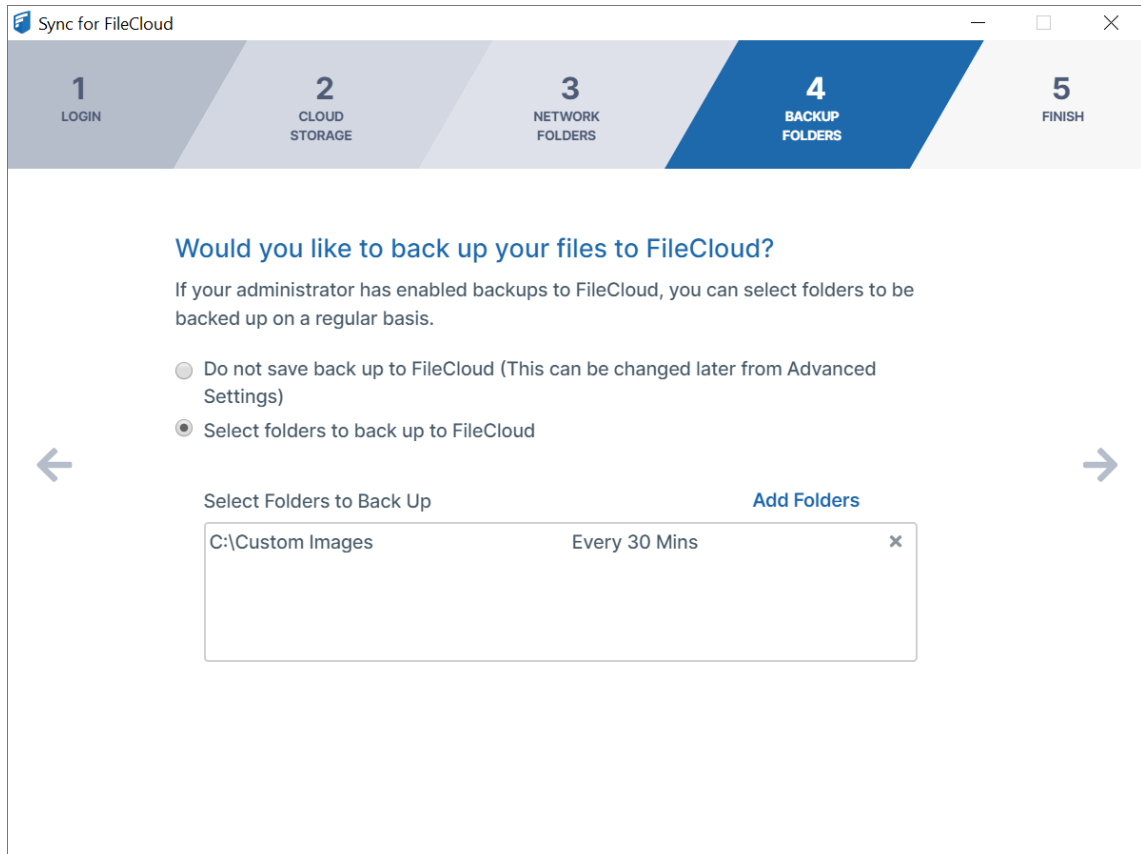 Sync for FileCloud
1
LOGIN
2
CLOUD
STORAGE
3
NETWORK
FOLDERS
4
BACKUP
FOLDERS
5
FINISH
Would you like to back up your files to FileCloud?
If your administrator has enabled backups to FileCloud, you can select folders to be
backed up on a regular basis.
Do not save back up to FileCloud (This can be changed later from Advanced
Settings)
Select folders to back up to FileCloud
Select Folders to Back Up Add Folders
C:\Custom Images Every 30 Mins